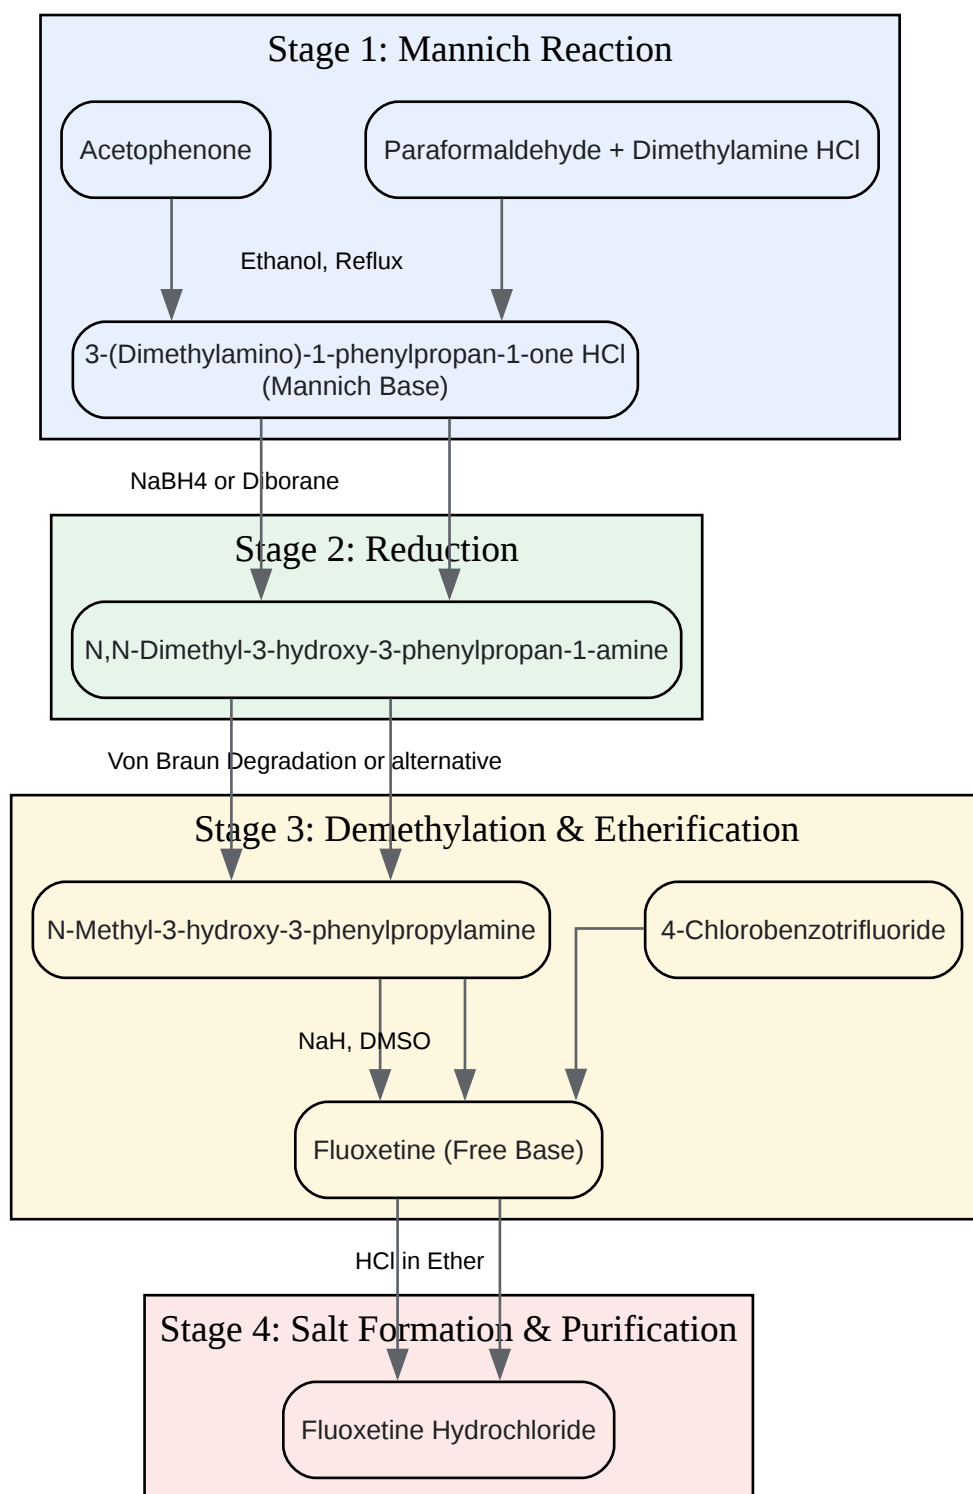 Stage 1: Mannich Reaction
Acetophenone
Paraformaldehyde + Dimethylamine HCl
Ethanol, Reflux
3-(Dimethylamino)-1-phenylpropan-1-one HCl
(Mannich Base)
NaBH4 or Diborane
Stage 2: Reduction
N,N-Dimethyl-3-hydroxy-3-phenylpropan-1-amine
Von Braun Degradation or alternative
Stage 3: Demethylation & Etherification
N-Methyl-3-hydroxy-3-phenylpropylamine
4-Chlorobenzotrifluoride
NaH, DMSO
Fluoxetine (Free Base)
HCl in Ether
Stage 4: Salt Formation & Purification
Fluoxetine Hydrochloride